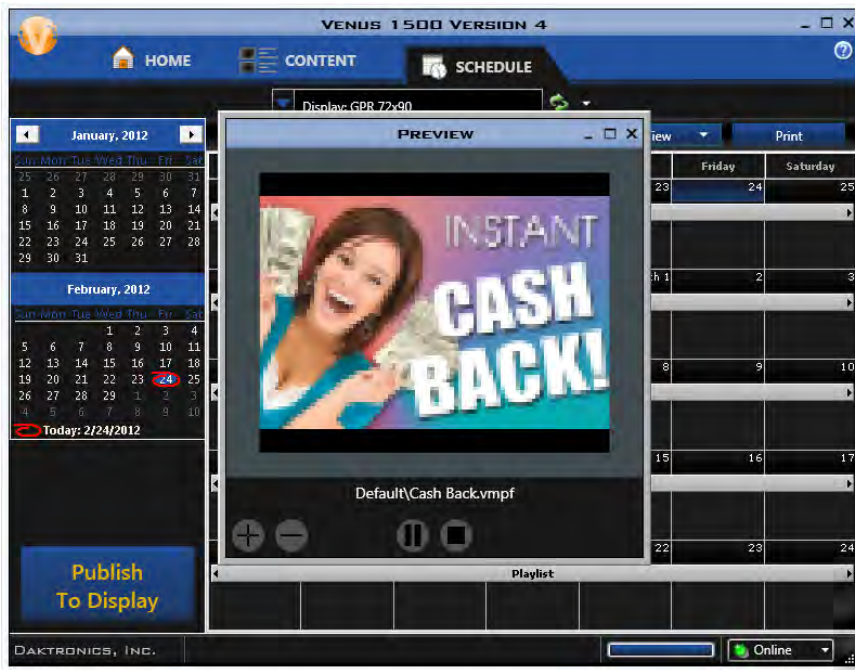 VENUS 1500 VERSION 4
HOME
CONTENT
SCHEDULE
Display: GPR 72x90
January, 2012
Sun Mon Tue Wed Thu Fri Sat
25 26 27 28 29 30 31
1 2 3 4 5 6 7
8 9 10 11 12 13 14
15 16 17 18 19 20 21
22 23 24 25 26 27 28
29 30 31
February, 2012
Sun Mon Tue Wed Thu Fri Sat
1 2 3 4
5 6 7 8 9 10 11
12 13 14 15 16 17 18
19 20 21 22 23 24 25
26 27 28 29 1 2 3
4 5 6 7 8 9 10
Today: 2/24/2012
Publish
To Display
PREVIEW
INSTANT
CASH
BACK!
Default\Cash Back.vmpf
Print
Friday Saturday
23 24 25
1 2 3
8 9 10
15 16 17
22 23 24
Playlist
DAKTRONICS, INC.
Online